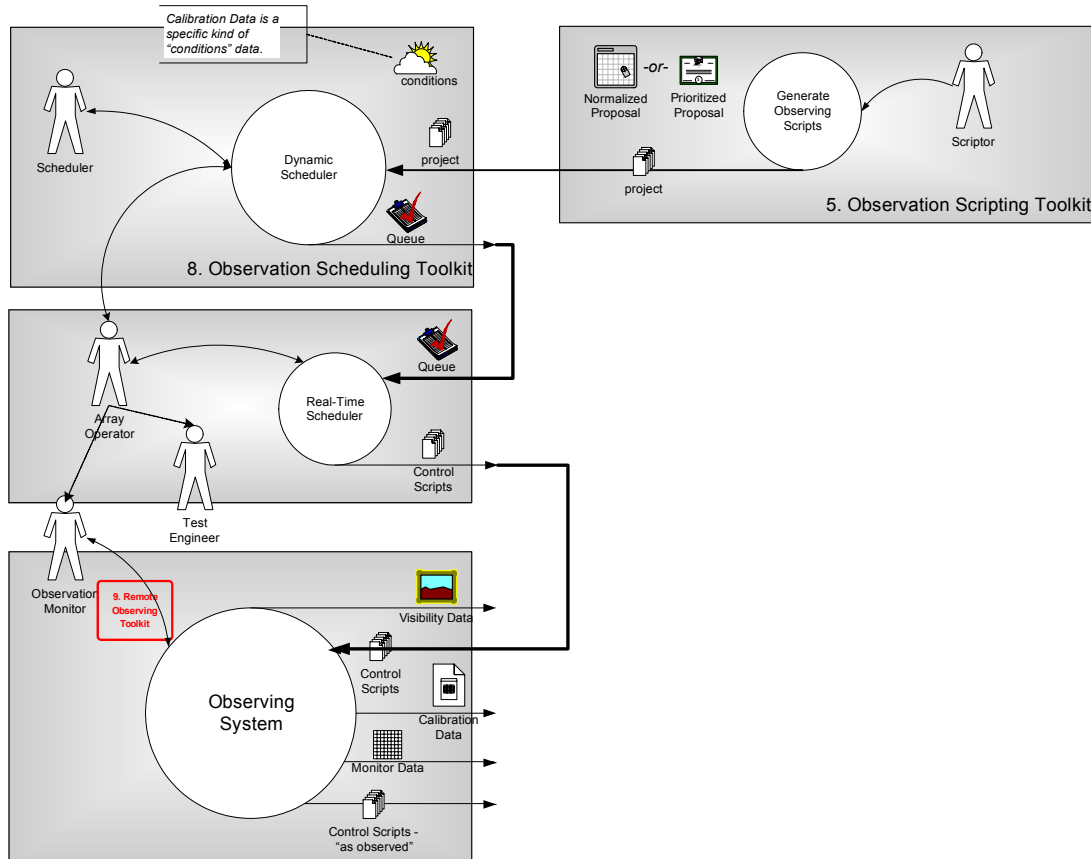 Calibration Data is a
specific kind of
“conditions” data.
conditions
Scheduler
Dynamic
Scheduler
project
Queue
8. Observation Scheduling Toolkit
Normalized
Proposal
-or-
Prioritized
Proposal
Generate
Observing
Scripts
Scriptor
project
5. Observation Scripting Toolkit
Array
Operator
Queue
Real-Time
Scheduler
Control
Scripts
Test
Engineer
Observation
Monitor
9. Remote
Observing
Toolkit
Visibility Data
Control
Scripts
Observing
System
Calibration
Data
Monitor Data
Control Scripts -
“as observed”